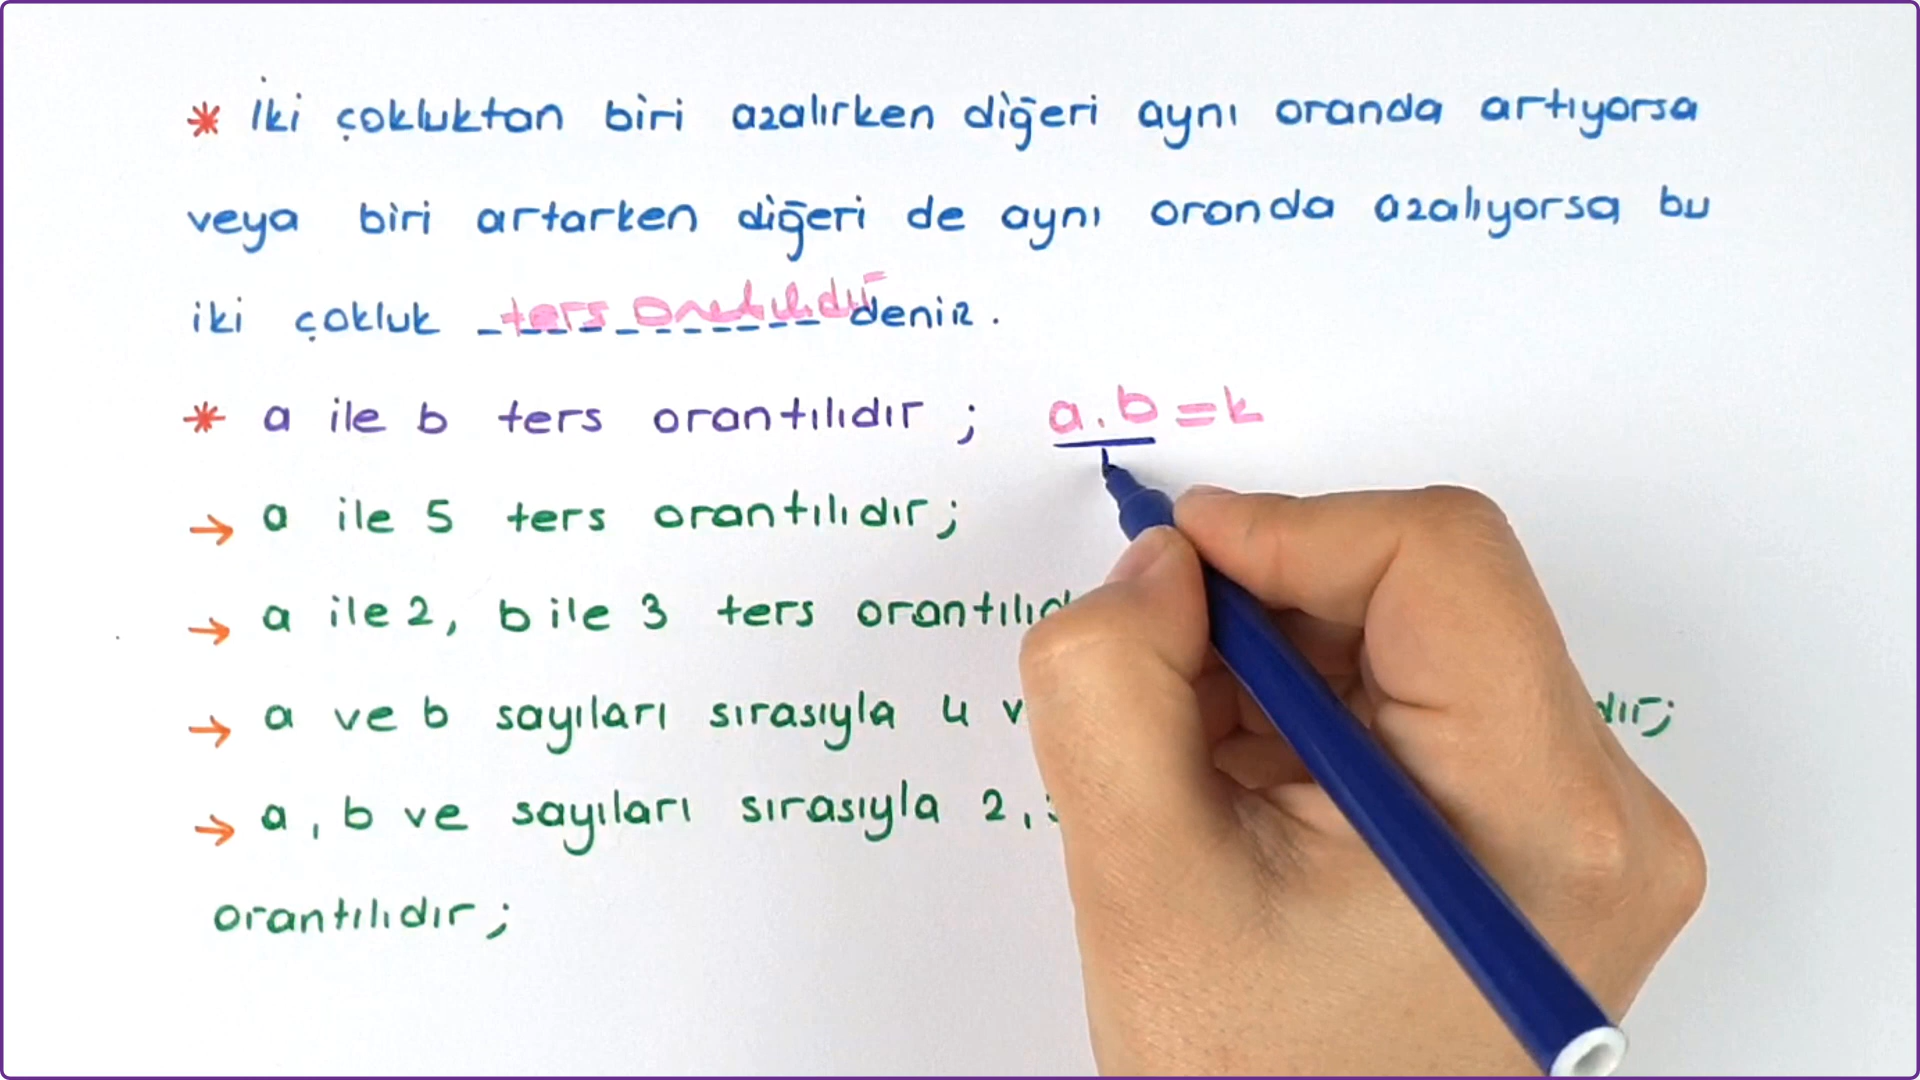 * İki çokluktan biri azalırken diğeri aynı oranda artıyorsa
veya biri artarken diğeri de aynı oranda azalıyorsa bu
iki çokluk ters orantılıdır denir.
* a ile b ters orantılıdır ; a.b = k
→ a ile 5 ters orantılıdır;
→ a ile 2, b ile 3 ters
→ a ve b sayıları sırasıyla 4
→ a, b ve sayıları sırasıyla 2,
orantılıdır;